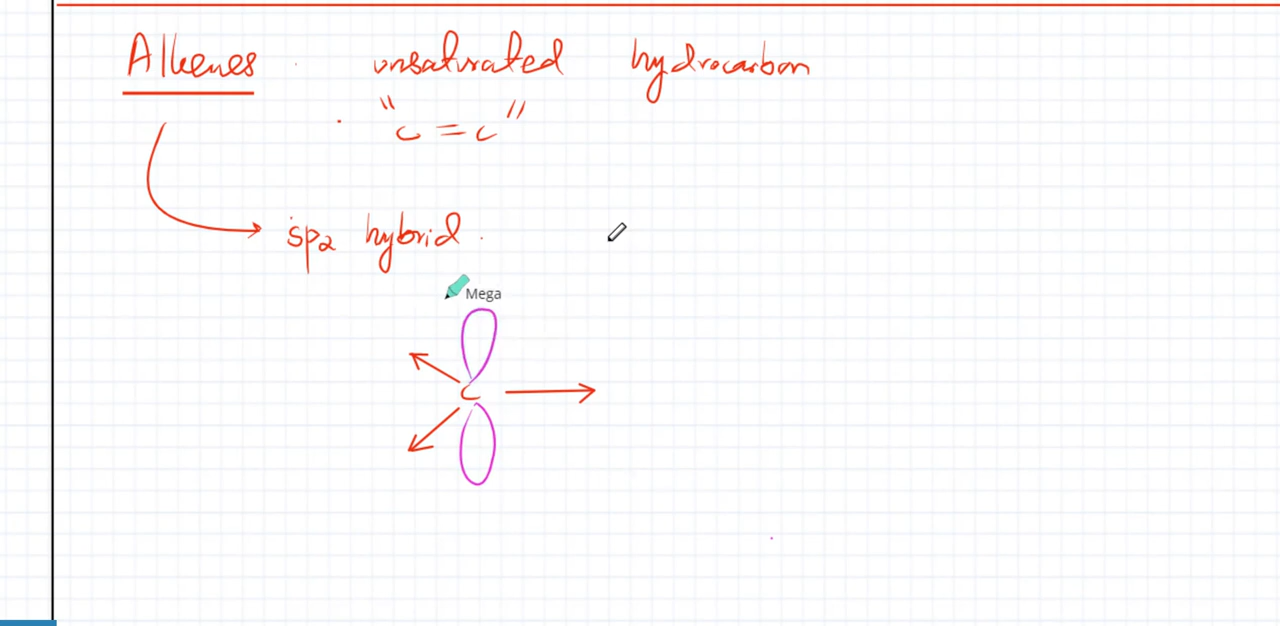 Alkenes unsaturated hydrocarbon
"C = C"
sp2 hybrid.
Mega
C